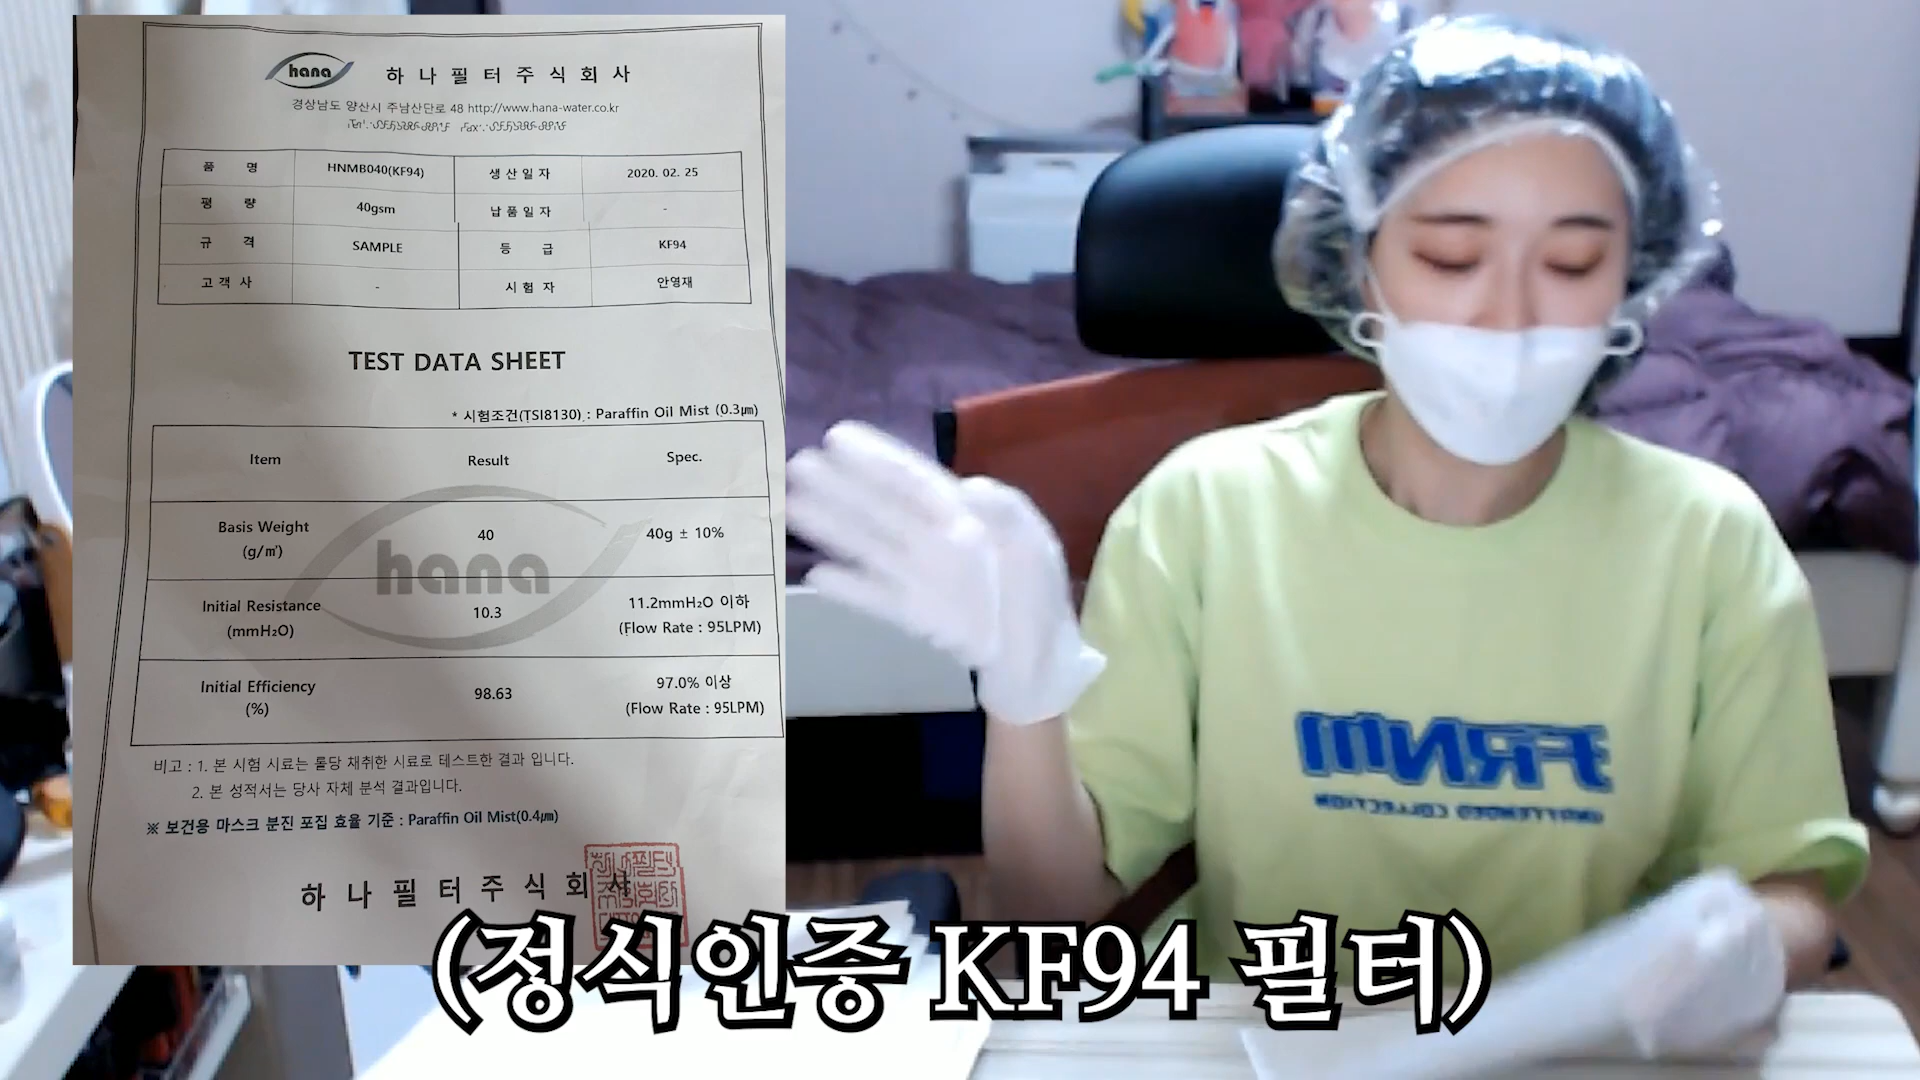 hana 하나필터주식회사
경상남도 양산시 주남산단로 48 http://www.hana-water.co.kr
품 명 HNMB040(KF94) 생산일자 2020. 02. 25
평 량 40gsm 납품일자 -
규 격 SAMPLE 등 급 KF94
고객사 - 시험자 안영재
TEST DATA SHEET
* 시험조건(TSI8130) : Paraffin Oil Mist (0.3㎛)
Item Result Spec.
Basis Weight (g/㎡) 40 40g ± 10%
hana
Initial Resistance (mmH₂O) 10.3 11.2mmH₂O 이하 (Flow Rate : 95LPM)
Initial Efficiency (%) 98.63 97.0% 이상 (Flow Rate : 95LPM)
비고 : 1. 본 시험 시료는 롤당 채취한 시료로 테스트한 결과 입니다.
2. 본 성적서는 당사 자체 분석 결과입니다.
※ 보건용 마스크 분진 포집 효율 기준 : Paraffin Oil Mist(0.4㎛)
하나필터주식회사
(정식인증 KF94 필터)